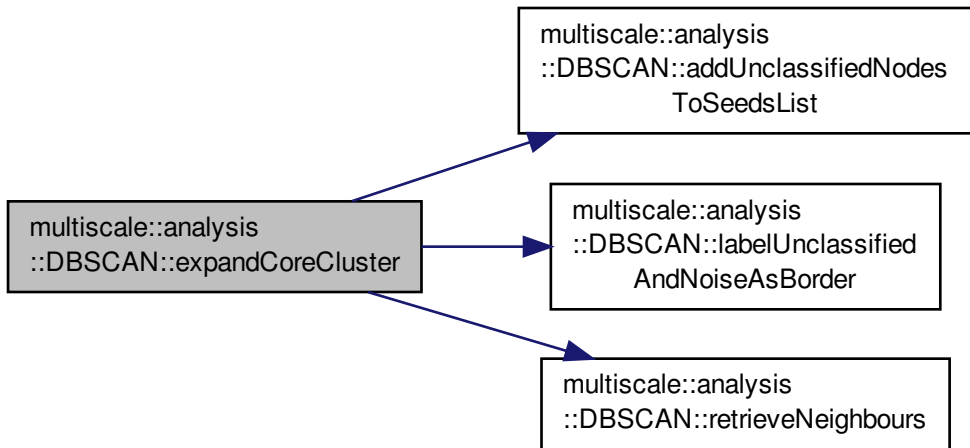 multiscale::analysis
::DBSCAN::addUnclassifiedNodes
ToSeedsList
multiscale::analysis
::DBSCAN::expandCoreCluster
multiscale::analysis
::DBSCAN::labelUnclassified
AndNoiseAsBorder
multiscale::analysis
::DBSCAN::retrieveNeighbours